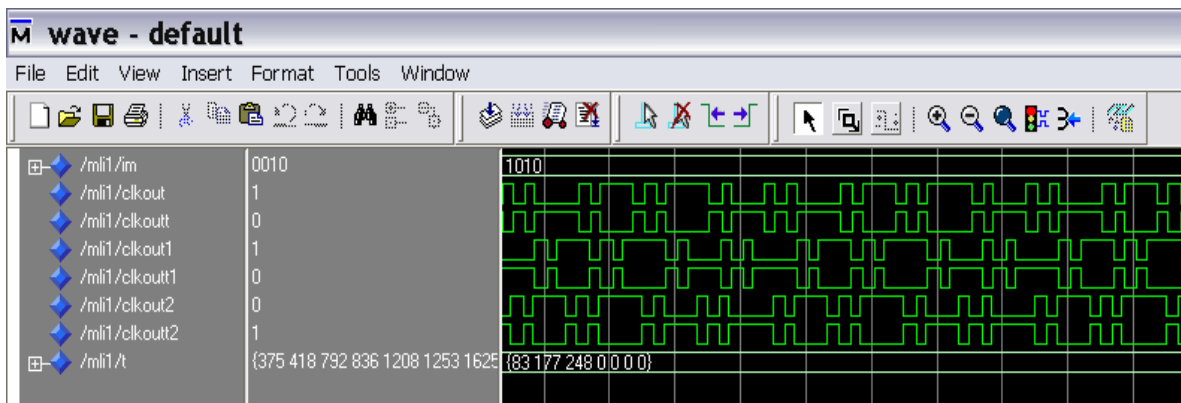 M wave - default
File Edit View Insert Format Tools Window
/mli1/im 0010 1010
/mli1/clkout 1
/mli1/clkoutt 0
/mli1/clkout1 1
/mli1/clkoutt1 0
/mli1/clkout2 0
/mli1/clkoutt2 1
/mli1/t {375 418 792 836 1208 1253 1625 {83 177 248 0 0 0 0}